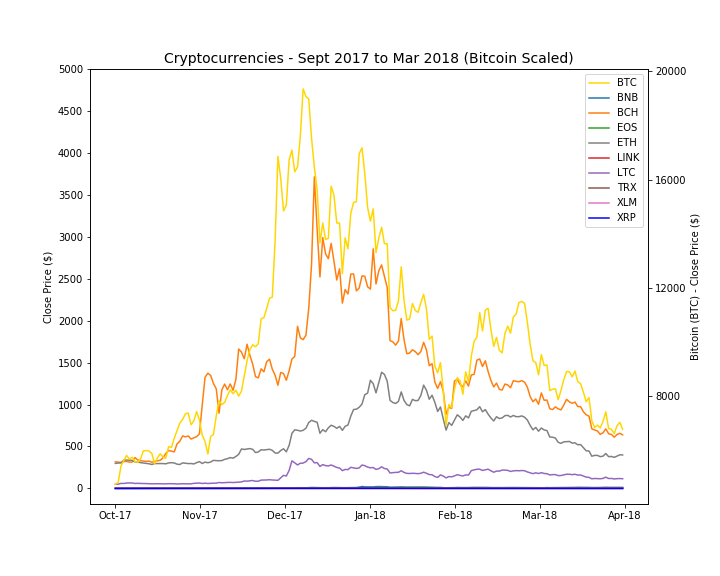 Cryptocurrencies - Sept 2017 to Mar 2018 (Bitcoin Scaled)
5000
4500
4000
3500
3000
2500
2000
1500
1000
500
0
Close Price ($)
20000
16000
12000
8000
Bitcoin (BTC) - Close Price ($)
BTC
BNB
BCH
EOS
ETH
LINK
LTC
TRX
XLM
XRP
Oct-17 Nov-17 Dec-17 Jan-18 Feb-18 Mar-18 Apr-18